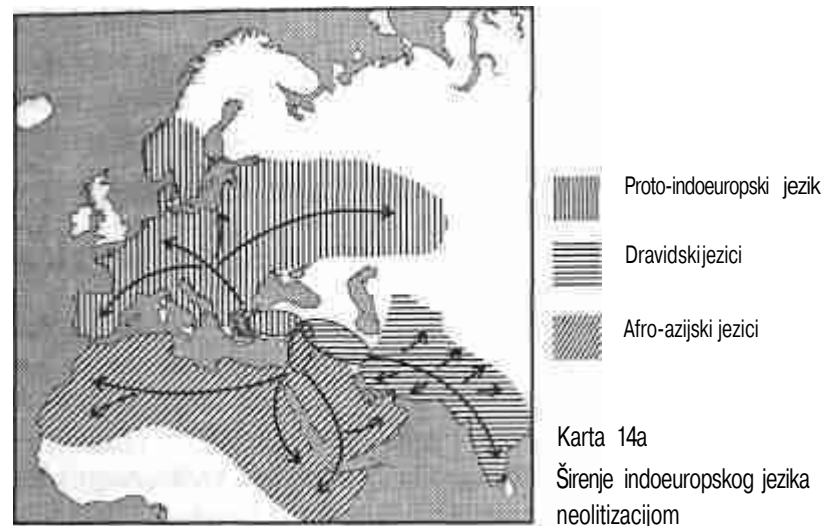 Proto-indoeuropski jezik
Dravidskijezici
Afro-azijski jezici
Karta 14a
Širenje indoeuropskog jezika
neolitizacijom